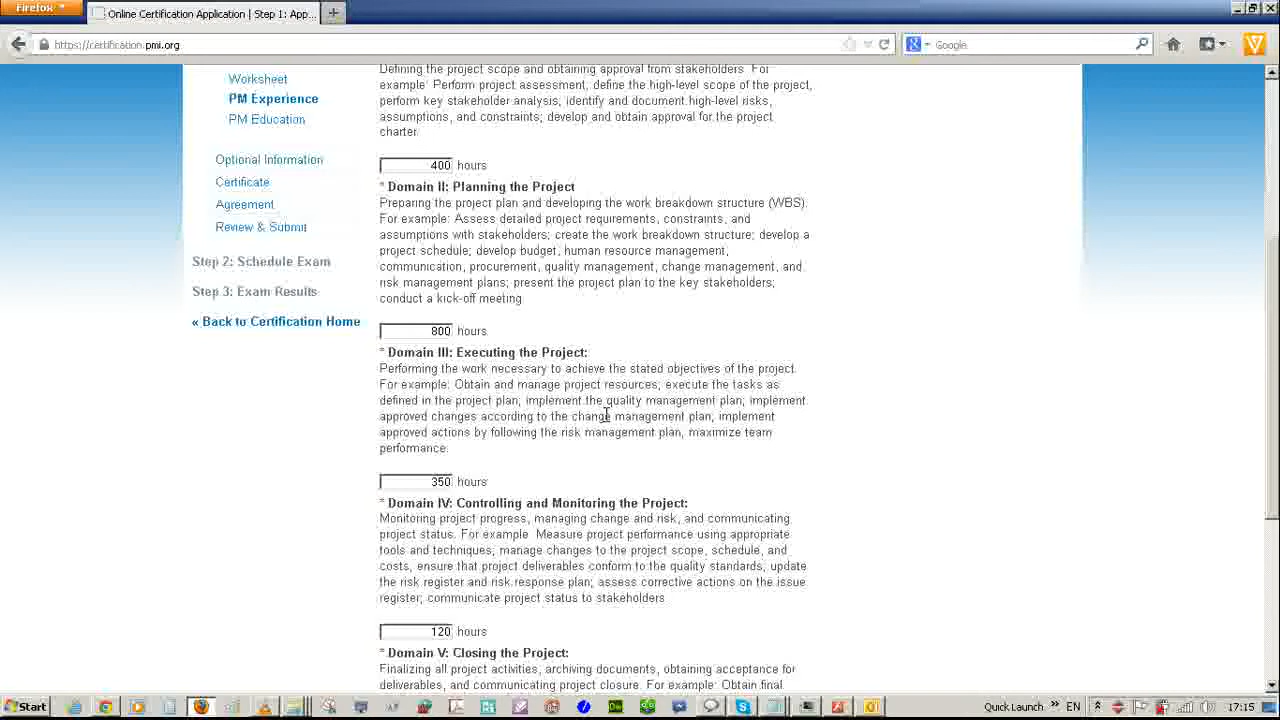 Firefox
Online Certification Application | Step 1: App...
https://certification.pmi.org
Google
Worksheet
PM Experience
PM Education
Optional Information
Certificate
Agreement
Review & Submit
Step 2: Schedule Exam
Step 3: Exam Results
« Back to Certification Home
Defining the project scope and obtaining approval from stakeholders. For
example: Perform project assessment, define the high-level scope of the project,
perform key stakeholder analysis; identify and document high-level risks,
assumptions, and constraints; develop and obtain approval for the project
charter.
400 hours
* Domain II: Planning the Project
Preparing the project plan and developing the work breakdown structure (WBS).
For example: Assess detailed project requirements, constraints, and
assumptions with stakeholders; create the work breakdown structure; develop a
project schedule; develop budget, human resource management,
communication, procurement, quality management, change management, and
risk management plans; present the project plan to the key stakeholders;
conduct a kick-off meeting
800 hours
* Domain III: Executing the Project:
Performing the work necessary to achieve the stated objectives of the project.
For example: Obtain and manage project resources; execute the tasks as
defined in the project plan; implement the quality management plan; implement
approved changes according to the change management plan; implement
approved actions by following the risk management plan, maximize team
performance.
350 hours
* Domain IV: Controlling and Monitoring the Project:
Monitoring project progress, managing change and risk, and communicating
project status. For example: Measure project performance using appropriate
tools and techniques; manage changes to the project scope, schedule, and
costs, ensure that project deliverables conform to the quality standards, update
the risk register and risk response plan; assess corrective actions on the issue
register; communicate project status to stakeholders.
120 hours
* Domain V: Closing the Project:
Finalizing all project activities, archiving documents, obtaining acceptance for
deliverables, and communicating project closure. For example: Obtain final
Start
Quick Launch
EN
17:15